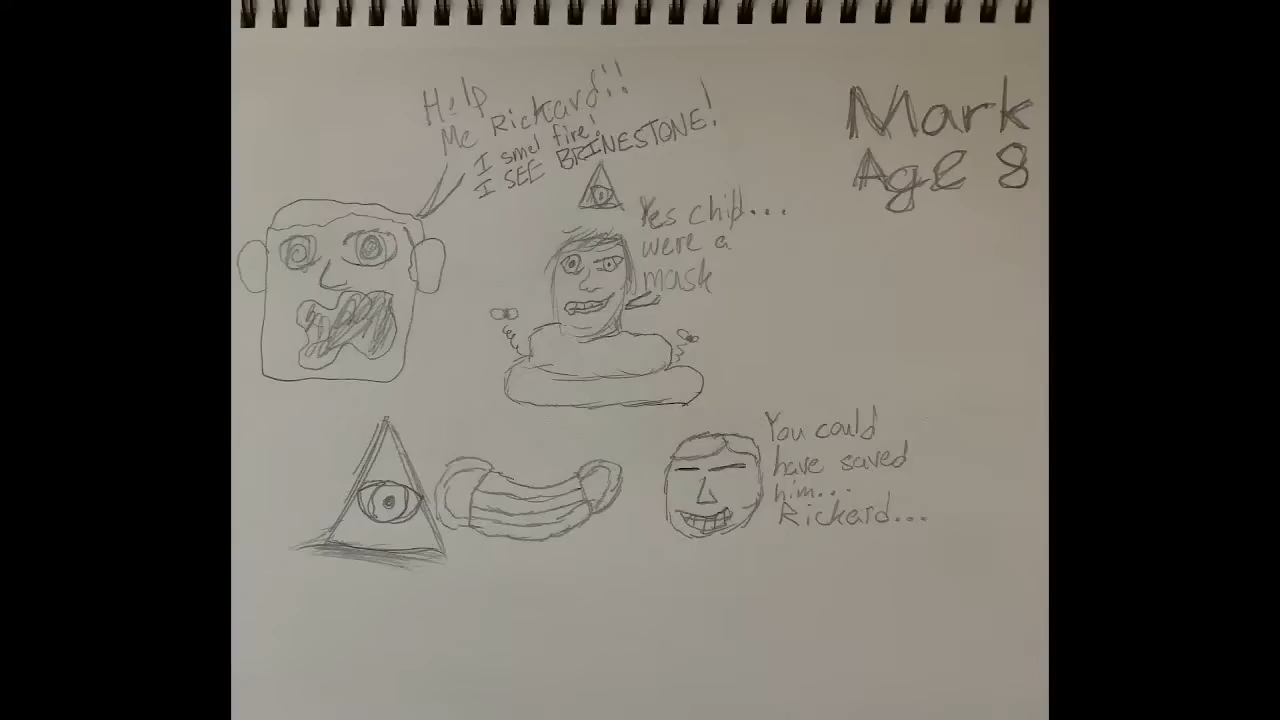 Help
Me Rickard!!
I smel fire!
I SEE BRINESTONE!
Mark
Age 8
Yes child...
were a
mask
You could
have saved
him...
Rickard...